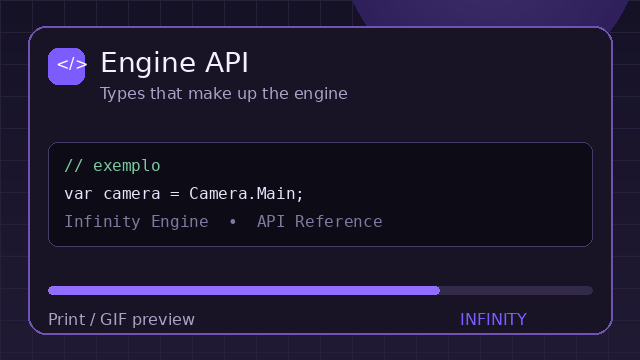 </>
Engine API
Types that make up the engine
// exemplo
var camera = Camera.Main;
Infinity Engine • API Reference
Print / GIF preview
INFINITY